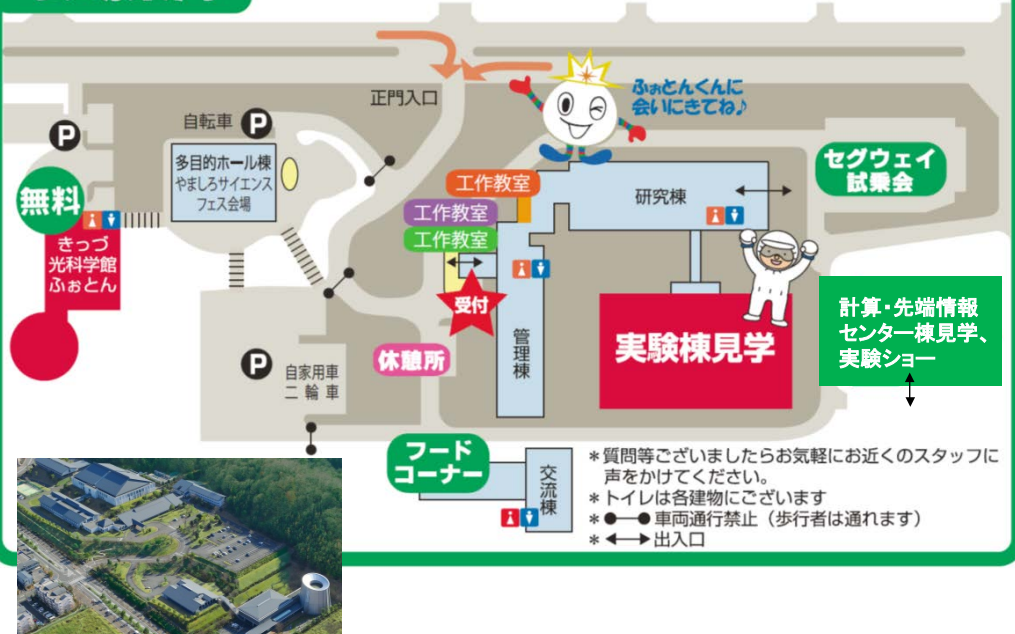 ふぉとんくんに
会いにきてね♪
正門入口
P
自転車 P
多目的ホール棟
やましろサイエンス
フェス会場
無料
きっづ
光科学館
ふぉとん
工作教室
工作教室
工作教室
研究棟
セグウェイ
試乗会
受付
管理棟
実験棟見学
計算・先端情報
センター棟見学、
実験ショー
休憩所
P
自家用車
二輪車
フード
コーナー
交流棟
＊質問等ございましたらお気軽にお近くのスタッフに
声をかけてください。
＊トイレは各建物にございます
＊●─●車両通行禁止（歩行者は通れます）
＊◀─▶出入口